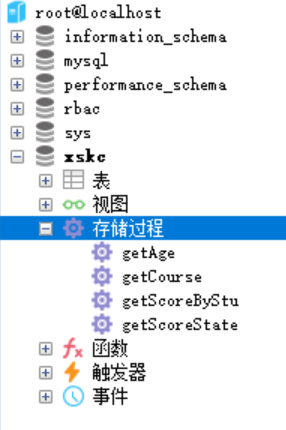 root@localhost
information_schema
mysql
performance_schema
rbac
sys
xskc
表
视图
存储过程
getAge
getCourse
getScoreByStu
getScoreState
函数
触发器
事件